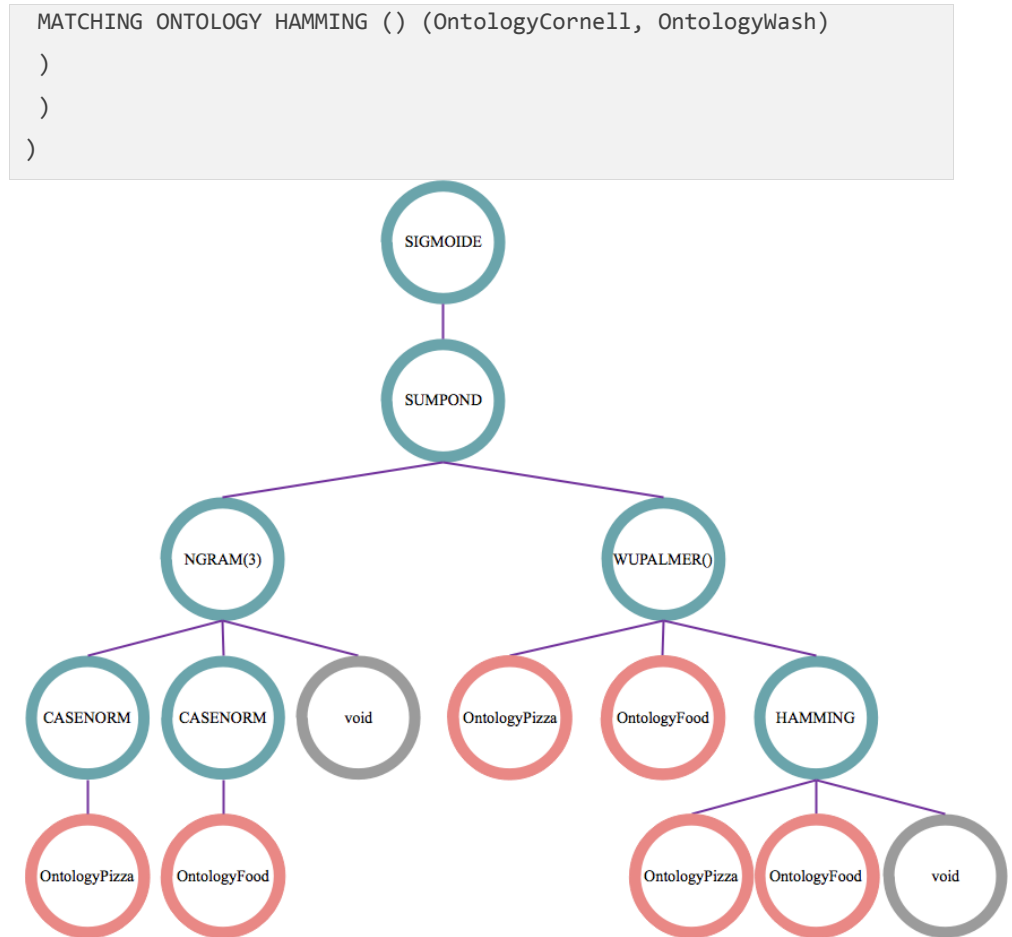 MATCHING ONTOLOGY HAMMING () (OntologyCornell, OntologyWash)
)
)
)
SIGMOIDE
SUMPOND
NGRAM(3)
WUPALMER()
CASENORM
CASENORM
void
OntologyPizza
OntologyFood
HAMMING
OntologyPizza
OntologyFood
OntologyPizza
OntologyFood
void